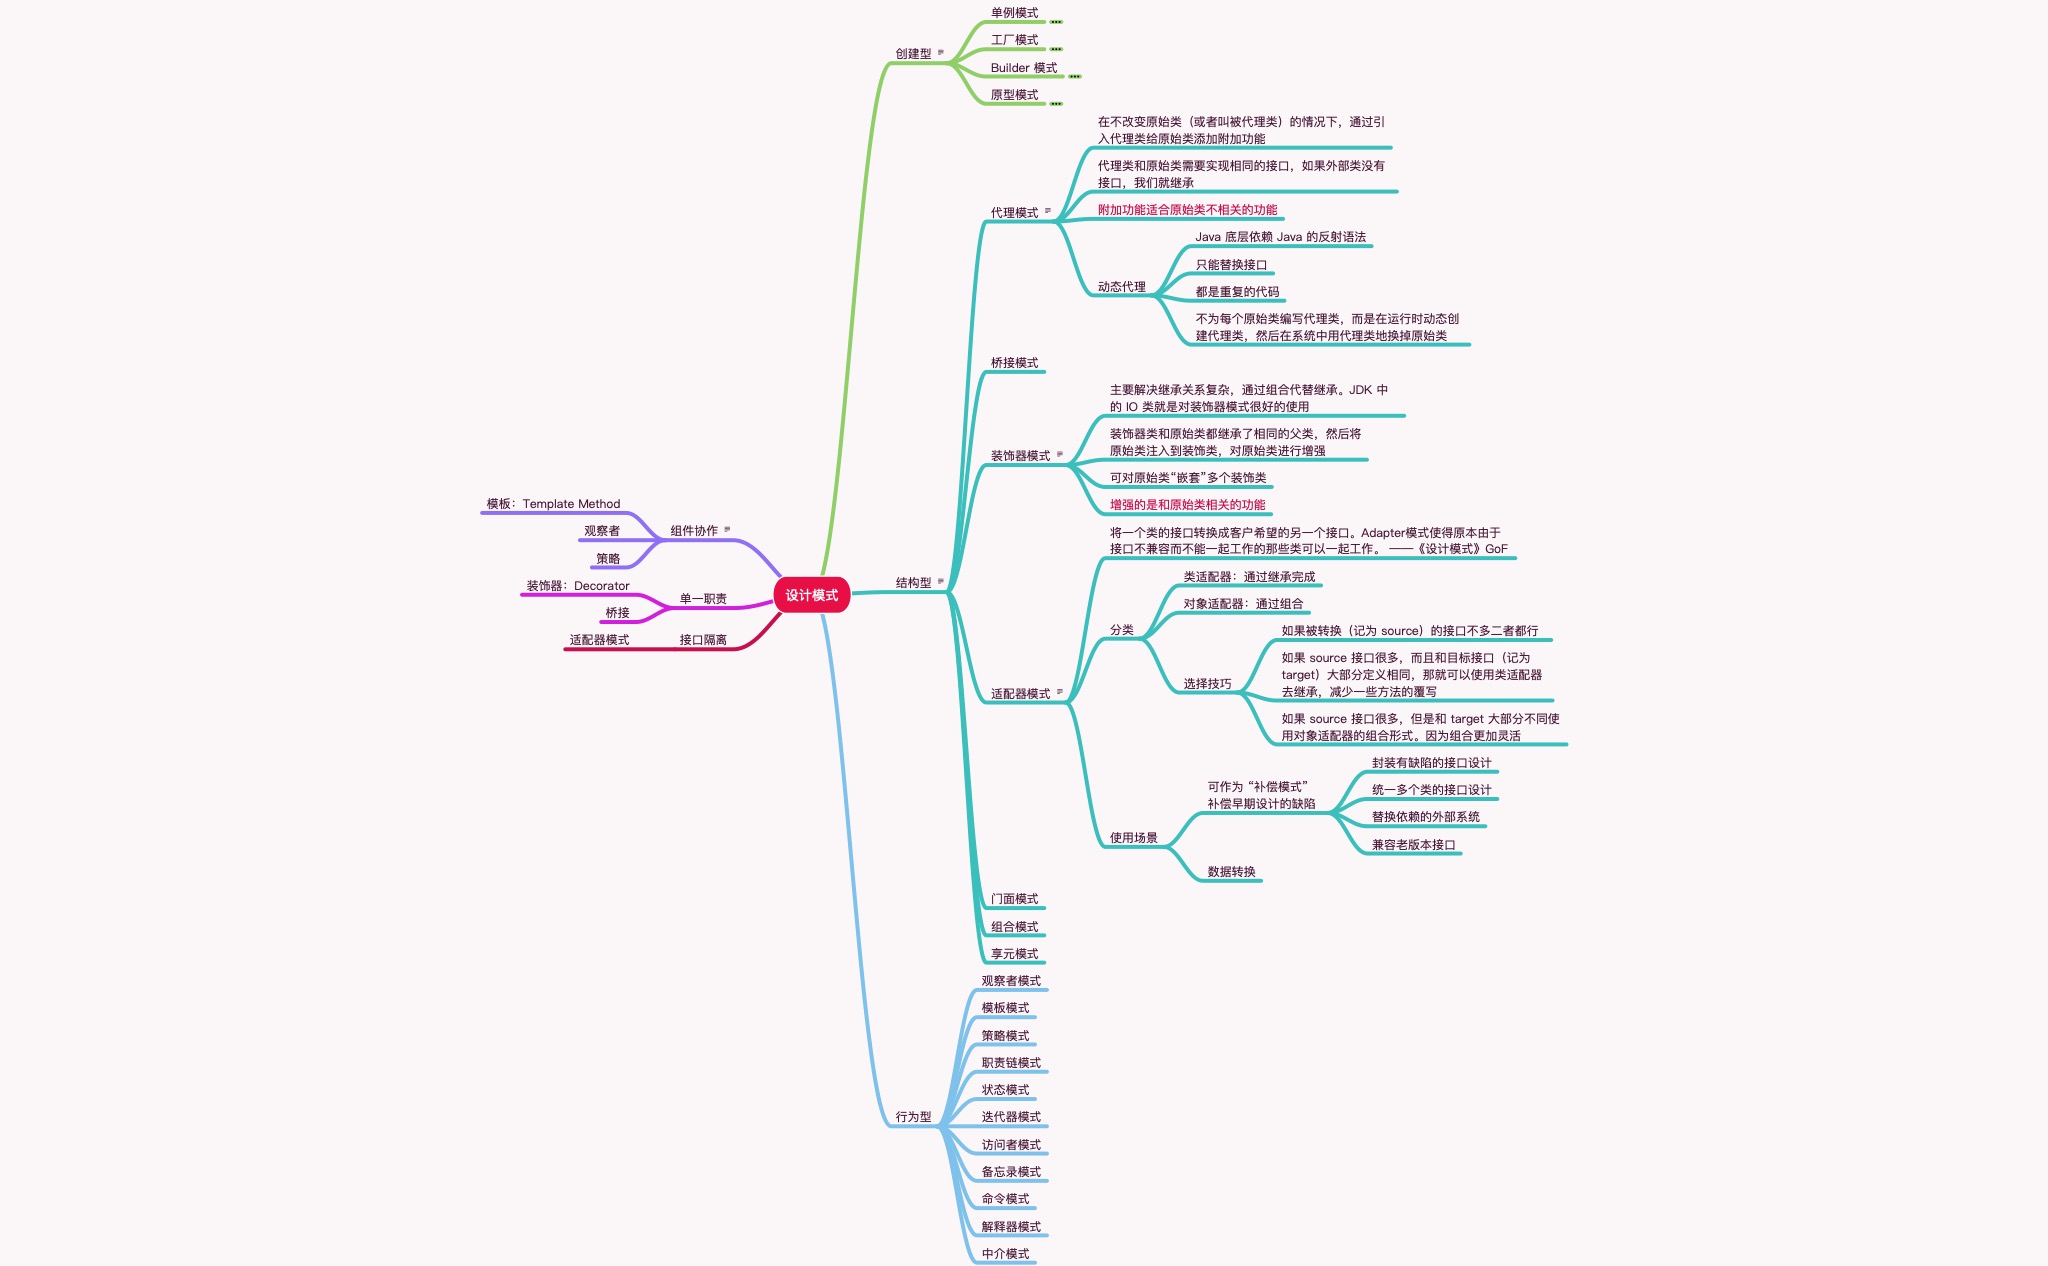 设计模式
创建型
单例模式
工厂模式
Builder 模式
原型模式
结构型
代理模式
在不改变原始类（或者叫被代理类）的情况下，通过引
入代理类给原始类添加附加功能
代理类和原始类需要实现相同的接口，如果外部类没有
接口，我们就继承
附加功能适合原始类不相关的功能
动态代理
Java 底层依赖 Java 的反射语法
只能替换接口
都是重复的代码
不为每个原始类编写代理类，而是在运行时动态创
建代理类，然后在系统中用代理类地换掉原始类
桥接模式
装饰器模式
主要解决继承关系复杂，通过组合代替继承。JDK 中
的 IO 类就是对装饰器模式很好的使用
装饰器类和原始类都继承了相同的父类，然后将
原始类注入到装饰类，对原始类进行增强
可对原始类“嵌套”多个装饰类
增强的是和原始类相关的功能
适配器模式
将一个类的接口转换成客户希望的另一个接口。Adapter模式使得原本由于
接口不兼容而不能一起工作的那些类可以一起工作。 ——《设计模式》GoF
分类
类适配器：通过继承完成
对象适配器：通过组合
选择技巧
如果被转换（记为 source）的接口不多二者都行
如果 source 接口很多，而且和目标接口（记为
target）大部分定义相同，那就可以使用类适配器
去继承，减少一些方法的覆写
如果 source 接口很多，但是和 target 大部分不同使
用对象适配器的组合形式。因为组合更加灵活
使用场景
可作为 “补偿模式”
补偿早期设计的缺陷
封装有缺陷的接口设计
统一多个类的接口设计
替换依赖的外部系统
兼容老版本接口
数据转换
门面模式
组合模式
享元模式
行为型
观察者模式
模板模式
策略模式
职责链模式
状态模式
迭代器模式
访问者模式
备忘录模式
命令模式
解释器模式
中介模式
组件协作
模板：Template Method
观察者
策略
单一职责
装饰器：Decorator
桥接
接口隔离
适配器模式